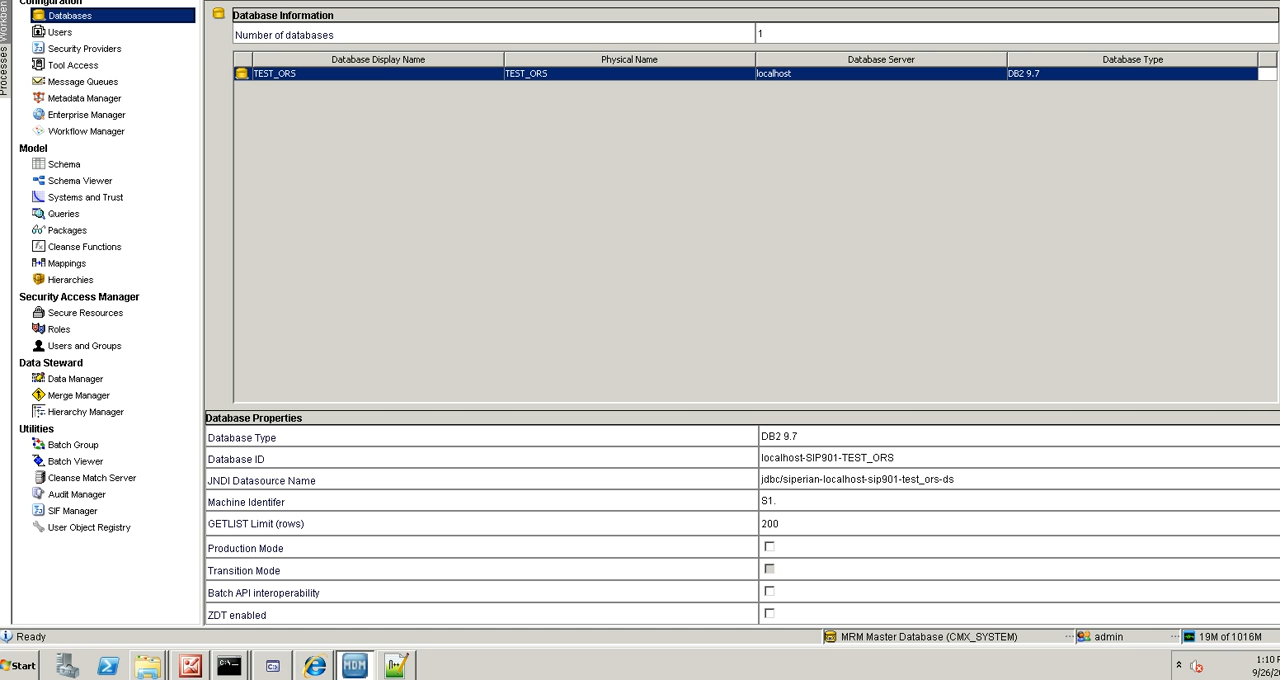 Configuration
Databases
Users
Security Providers
Tool Access
Message Queues
Metadata Manager
Enterprise Manager
Workflow Manager
Model
Schema
Schema Viewer
Systems and Trust
Queries
Packages
Cleanse Functions
Mappings
Hierarchies
Security Access Manager
Secure Resources
Roles
Users and Groups
Data Steward
Data Manager
Merge Manager
Hierarchy Manager
Utilities
Batch Group
Batch Viewer
Cleanse Match Server
Audit Manager
SIF Manager
User Object Registry
Processes
Workben
Database Information
Number of databases 1
Database Display Name Physical Name Database Server Database Type
TEST_ORS TEST_ORS localhost DB2 9.7
Database Properties
Database Type DB2 9.7
Database ID localhost-SIP901-TEST_ORS
JNDI Datasource Name jdbc/siperian-localhost-sip901-test_ors-ds
Machine Identifer S1.
GETLIST Limit (rows) 200
Production Mode
Transition Mode
Batch API interoperability
ZDT enabled
Ready MRM Master Database (CMX_SYSTEM) ... admin ... 19M of 1016M
Start MDM 1:10 P
9/26/2